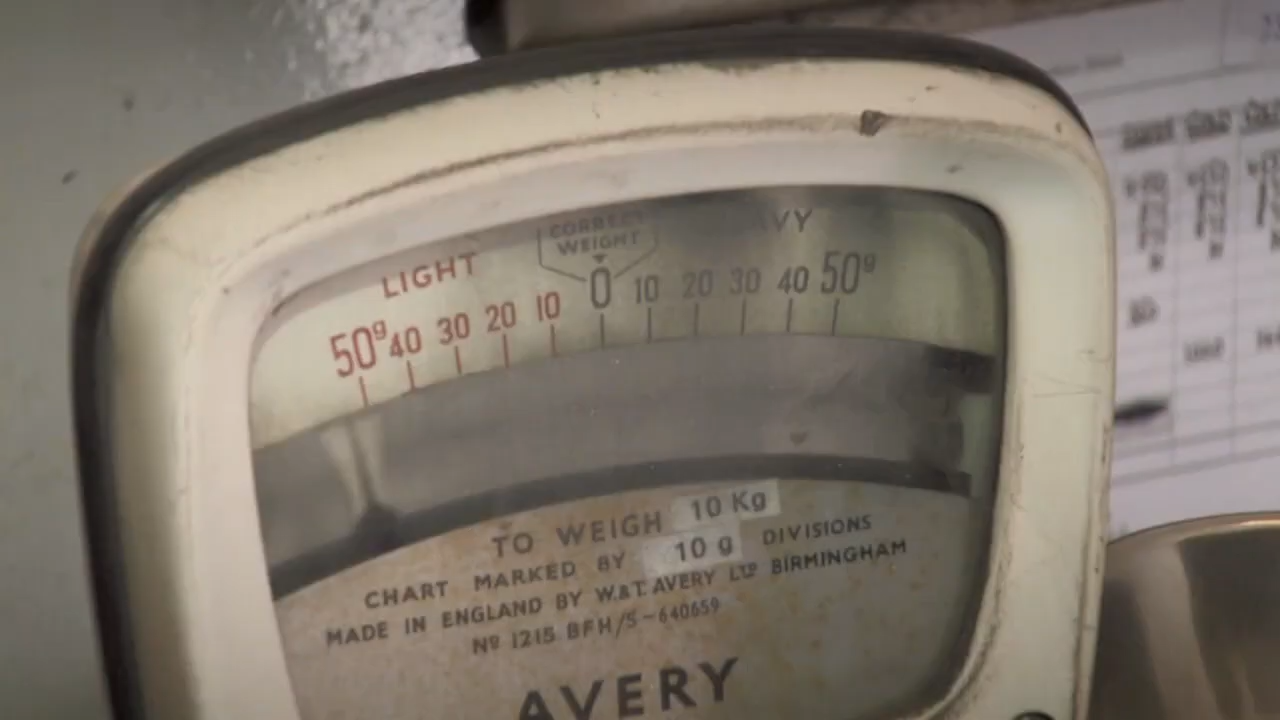 CORRECT
WEIGHT
LIGHT
AVY
50g 40 30 20 10 0 10 20 30 40 50g
TO WEIGH 10 Kg
CHART MARKED BY 10 g DIVISIONS
MADE IN ENGLAND BY W.&T. AVERY LTD BIRMINGHAM
No 1215 BFH/S-640659
AVERY